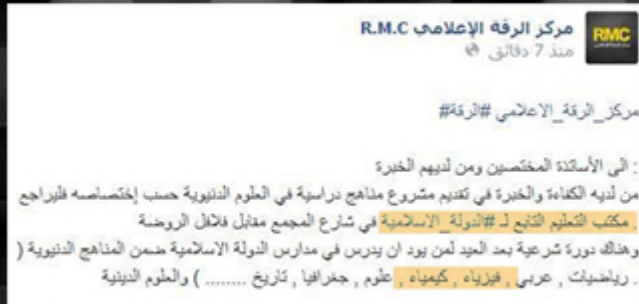 مركز الرقة الإعلامي R.M.C
RMC
منذ 7 دقائق
مركز_الرقة_الاعلامي #الرقة#
: الى الأساتذة المختصين ومن لديهم الخبرة
من لديه الكفاءة والخبرة في تقديم مشروع مناهج دراسية في العلوم الدنيوية حسب إختصاصه فليراجع
. مكتب التعليم التابع لـ #الدولة_الاسلامية في شارع المجمع مقابل فلافل الروضة
وهناك دورة شرعية بعد العيد لمن يود ان يدرس في مدارس الدولة الاسلامية ضمن المناهج الدنيوية (
. رياضيات , عربي , فيزياء , كيمياء , علوم , جغرافيا , تاريخ ......... ) والعلوم الدينية